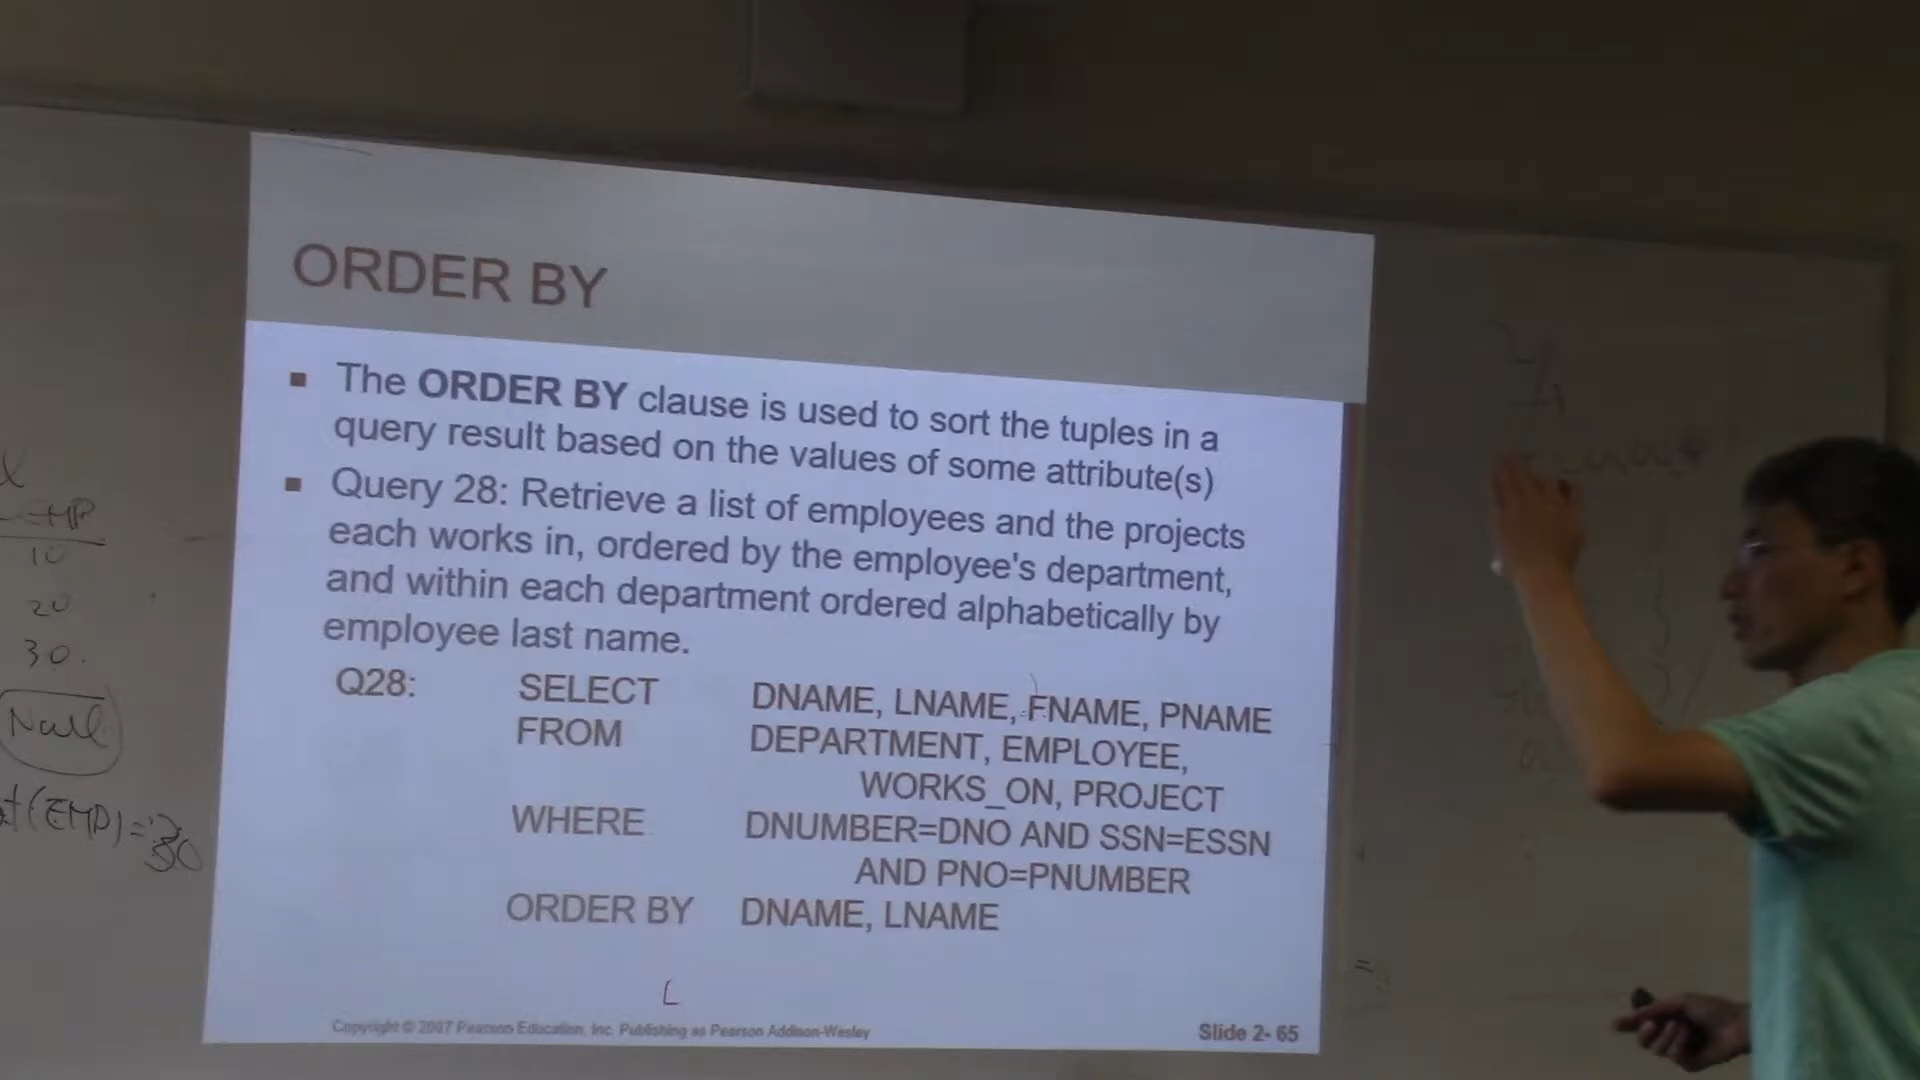 ORDER BY
The ORDER BY clause is used to sort the tuples in a
query result based on the values of some attribute(s)
Query 28: Retrieve a list of employees and the projects
each works in, ordered by the employee's department,
and within each department ordered alphabetically by
employee last name.
Q28: SELECT DNAME, LNAME, FNAME, PNAME
FROM DEPARTMENT, EMPLOYEE,
WORKS_ON, PROJECT
WHERE DNUMBER=DNO AND SSN=ESSN
AND PNO=PNUMBER
ORDER BY DNAME, LNAME
L
Copyright © 2007 Pearson Education, Inc. Publishing as Pearson Addison-Wesley
Slide 2- 65
10
20
30.
Null
(EMP)=